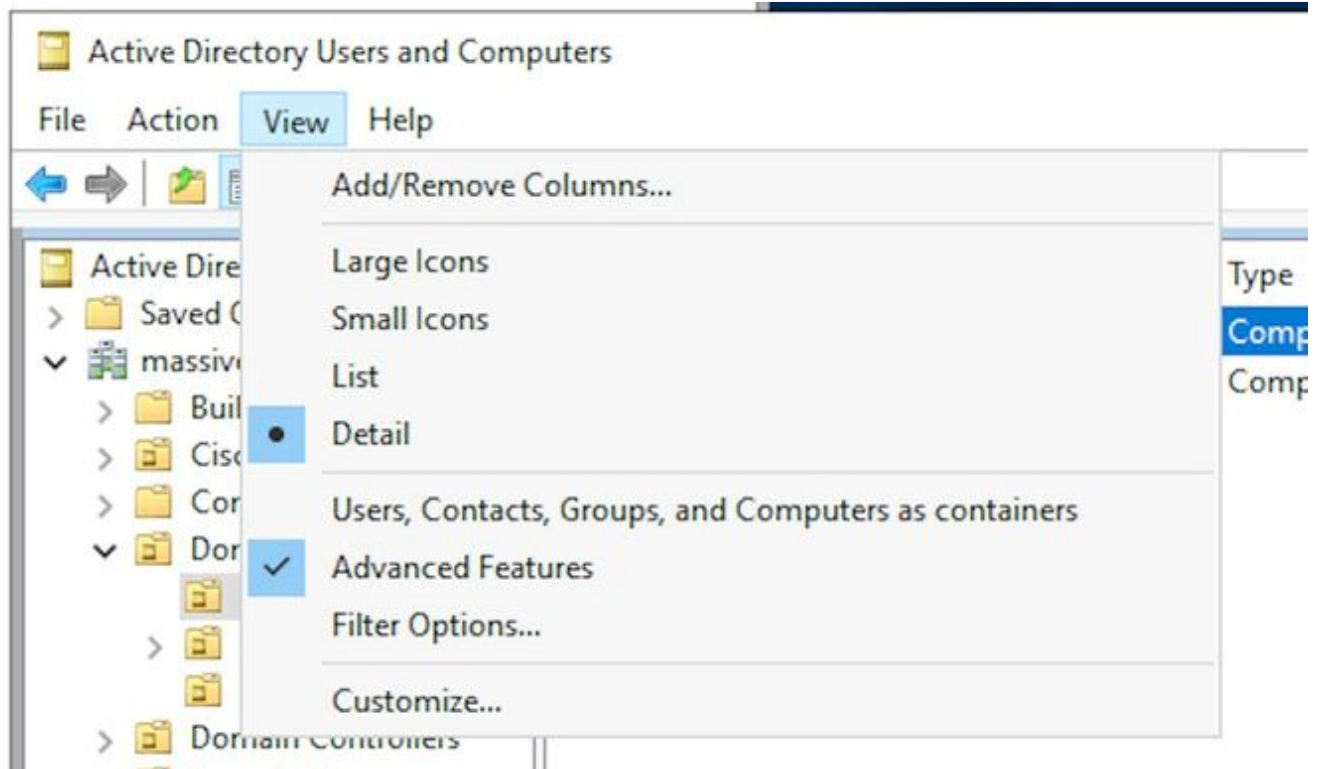 Active Directory Users and Computers
File Action View Help
Add/Remove Columns...
Large Icons
Small Icons
List
Detail
Users, Contacts, Groups, and Computers as containers
Advanced Features
Filter Options...
Customize...
Active Dire
Saved
massiv
Buil
Cisc
Cor
Dor
Domain Controllers
Type
Comp
Comp